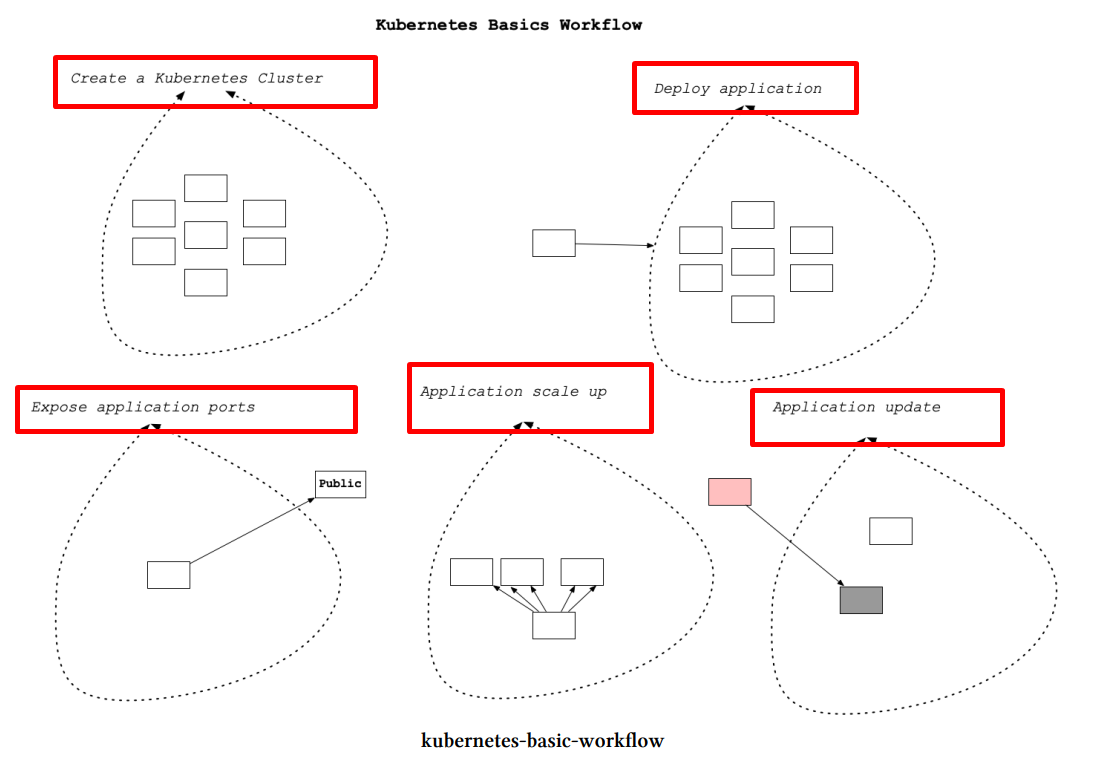 Kubernetes Basics Workflow
Create a Kubernetes Cluster
Deploy application
Expose application ports
Application scale up
Application update
Public
kubernetes-basic-workflow